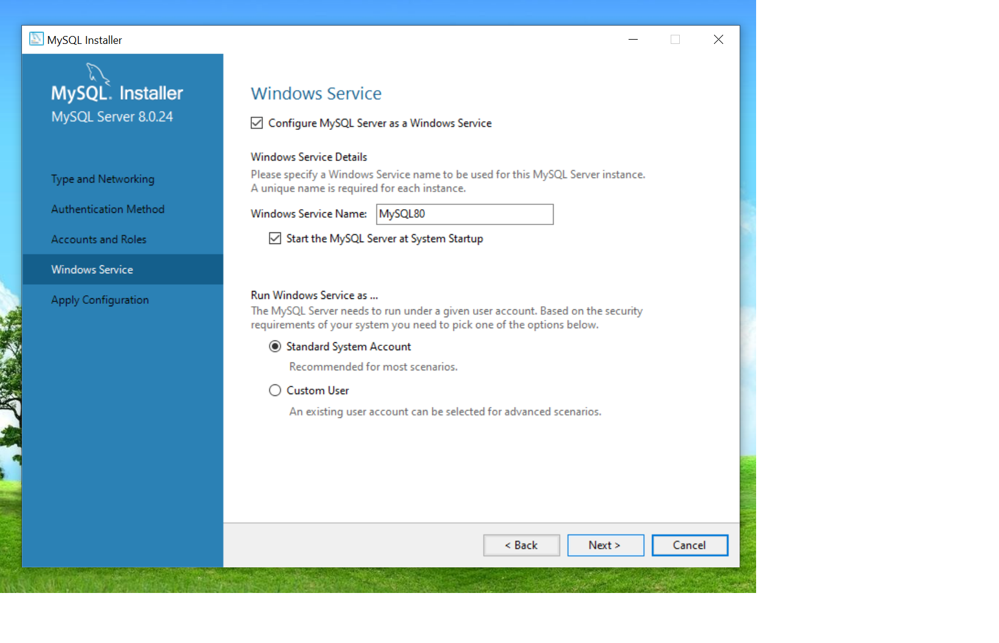 MySQL Installer
MySQL. Installer
MySQL Server 8.0.24
Type and Networking
Authentication Method
Accounts and Roles
Windows Service
Apply Configuration
Windows Service
Configure MySQL Server as a Windows Service
Windows Service Details
Please specify a Windows Service name to be used for this MySQL Server instance.
A unique name is required for each instance.
Windows Service Name: MySQL80
Start the MySQL Server at System Startup
Run Windows Service as ...
The MySQL Server needs to run under a given user account. Based on the security
requirements of your system you need to pick one of the options below.
Standard System Account
Recommended for most scenarios.
Custom User
An existing user account can be selected for advanced scenarios.
< Back Next > Cancel